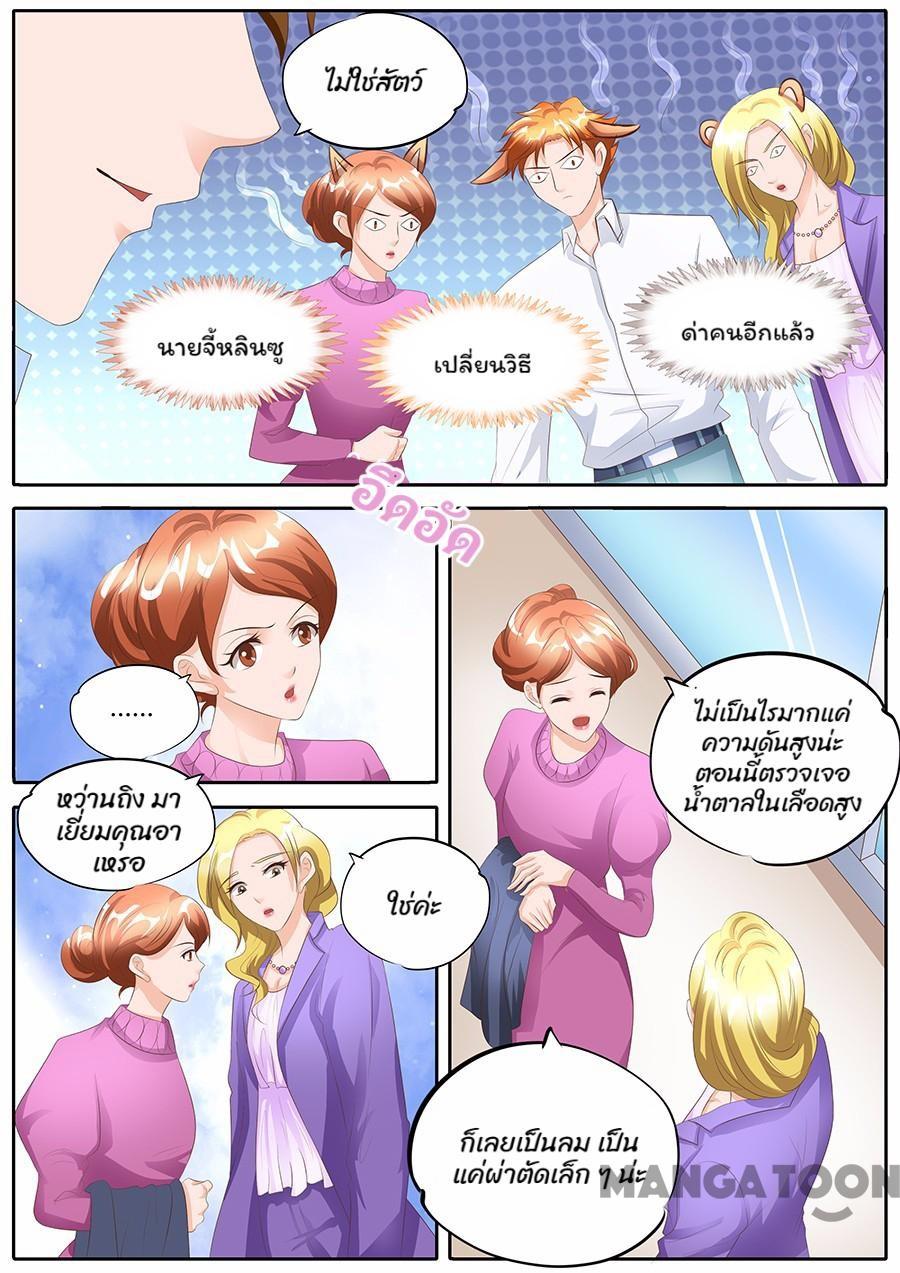 ไม่ใช่สัตว์
นายจี้หลินซู
เปลี่ยนวิธี
ด่าคนอีกแล้ว
อึดอัด
......
ไม่เป็นไรมากแค่
ความดันสูงน่ะ
ตอนนี้ตรวจเจอ
น้ำตาลในเลือดสูง
หว่านถิง มา
เยี่ยมคุณอา
เหรอ
ใช่ค่ะ
ก็เลยเป็นลม เป็น
แค่ผ่าตัดเล็ก ๆ น่ะ
MANGATOON